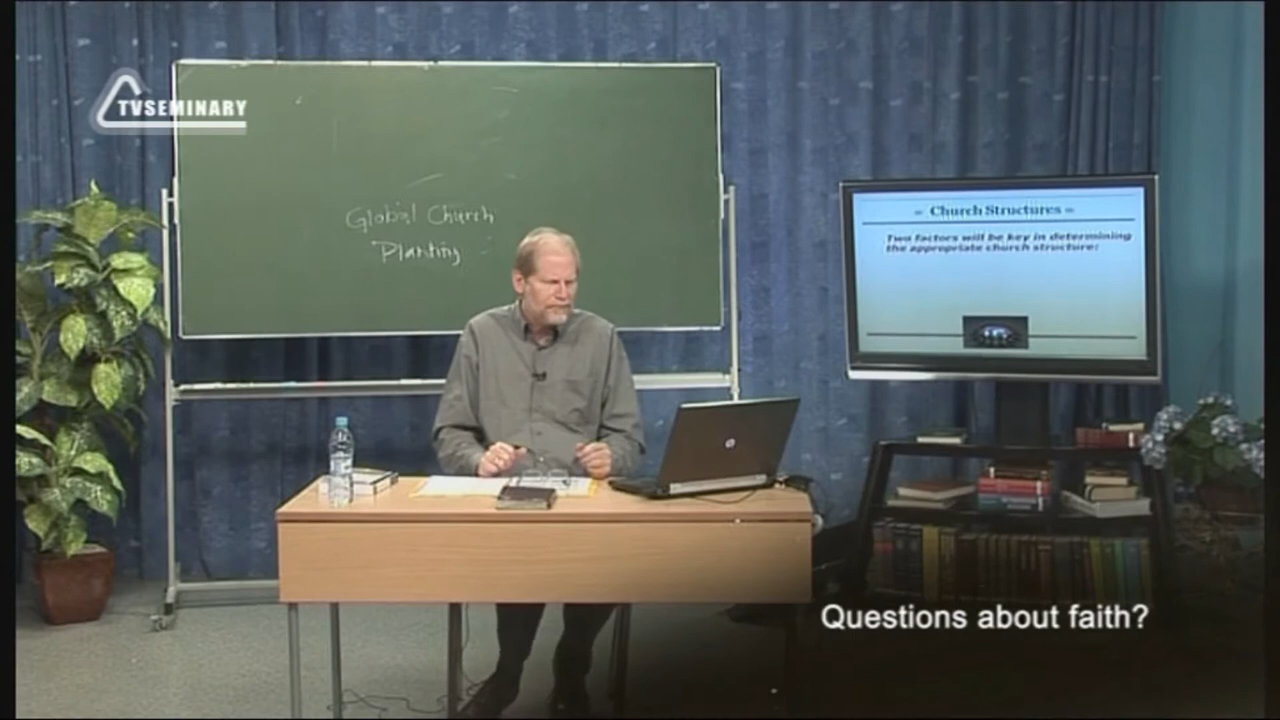 TVSEMINARY
Global Church
Planting
Church Structures
Two factors will be key in determining
the appropriate church structure:
Questions about faith?